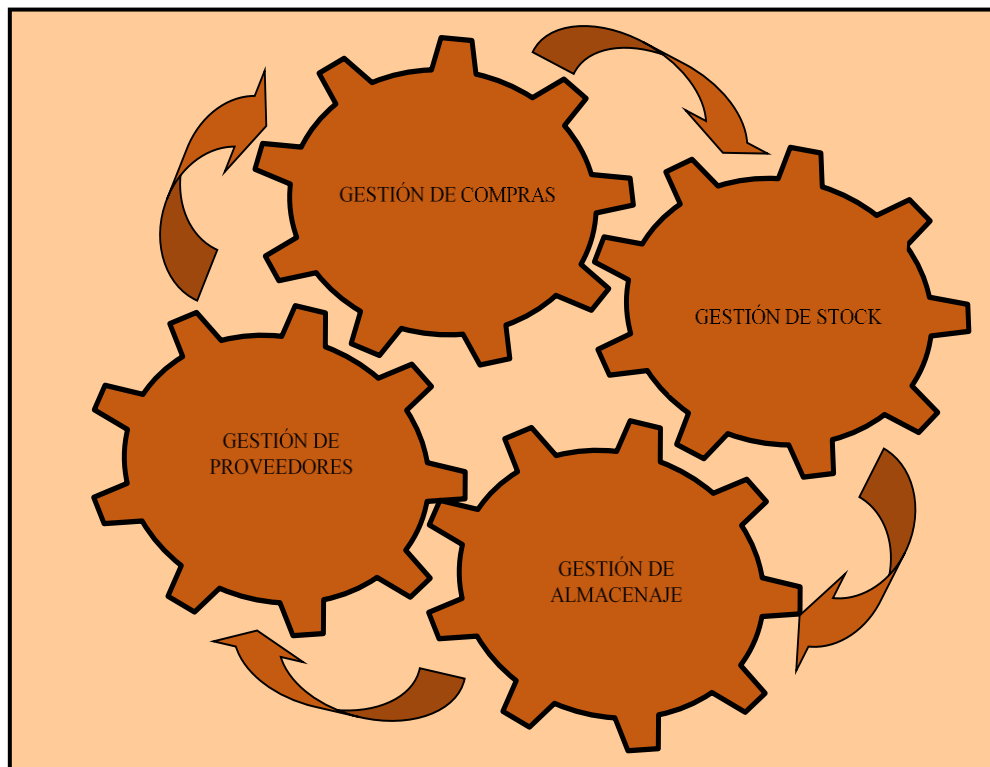 GESTIÓN DE COMPRAS
GESTIÓN DE STOCK
GESTIÓN DE
PROVEEDORES
GESTIÓN DE
ALMACENAJE